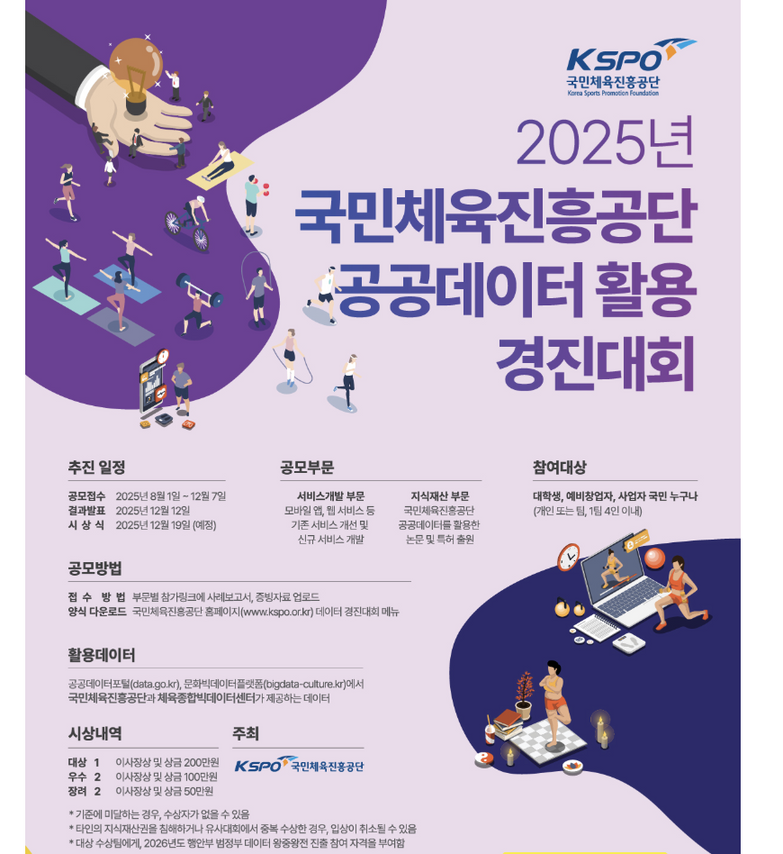 KSPO
국민체육진흥공단
Korea Sports Promotion Foundation
2025년
국민체육진흥공단
공공데이터 활용
경진대회
추진 일정
공모접수 2025년 8월 1일 ~ 12월 7일
결과발표 2025년 12월 12일
시 상 식 2025년 12월 19일 (예정)
공모부문
서비스개발 부문
모바일 앱, 웹 서비스 등
기존 서비스 개선 및
신규 서비스 개발
지식재산 부문
국민체육진흥공단
공공데이터를 활용한
논문 및 특허 출원
참여대상
대학생, 예비창업자, 사업자 국민 누구나
(개인 또는 팀, 1팀 4인 이내)
공모방법
접 수 방 법 부문별 참가링크에 사례보고서, 증빙자료 업로드
양식 다운로드 국민체육진흥공단 홈페이지(www.kspo.or.kr) 데이터 경진대회 메뉴
활용데이터
공공데이터포털(data.go.kr), 문화빅데이터플랫폼(bigdata-culture.kr)에서
국민체육진흥공단과 체육종합빅데이터센터가 제공하는 데이터
시상내역
대상 1 이사장상 및 상금 200만원
우수 2 이사장상 및 상금 100만원
장려 2 이사장상 및 상금 50만원
주최
KSPO 국민체육진흥공단
* 기준에 미달하는 경우, 수상자가 없을 수 있음
* 타인의 지식재산권을 침해하거나 유사대회에서 중복 수상한 경우, 입상이 취소될 수 있음
* 대상 수상팀에게, 2026년도 행안부 범정부 데이터 왕중왕전 진출 참여 자격을 부여함